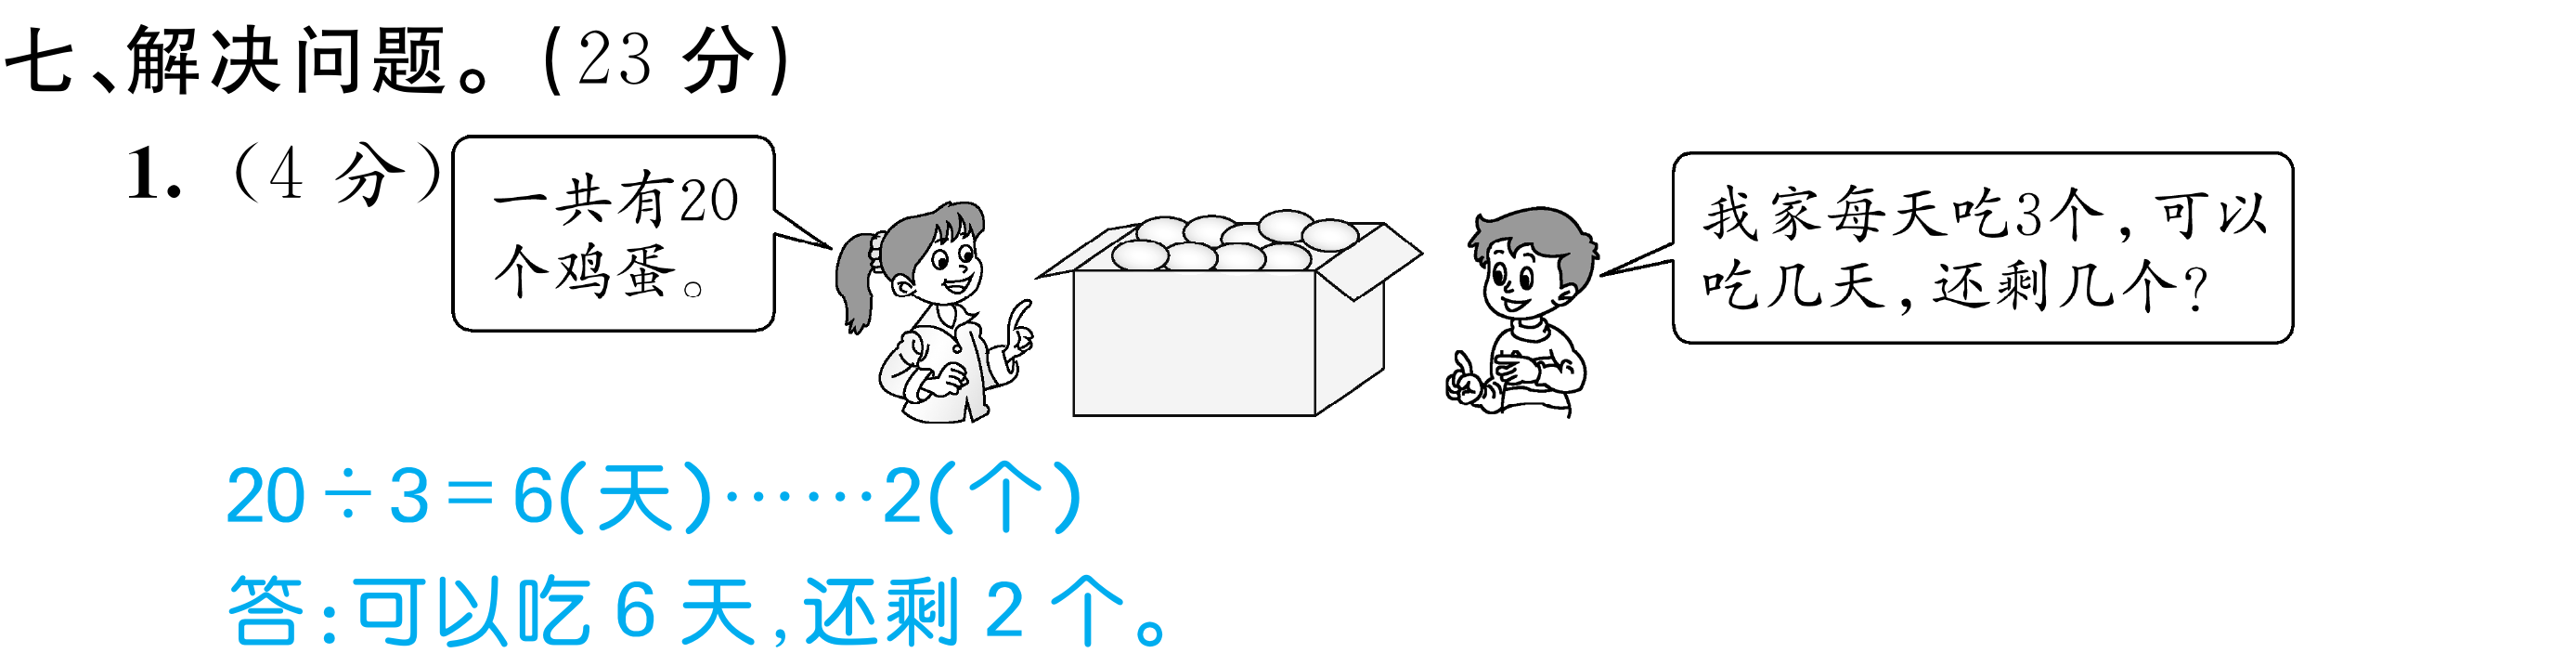 七、解决问题。(23 分)
1.（4 分）
一共有20
个鸡蛋。
我家每天吃3个，可以
吃几天，还剩几个？
20÷3=6(天)……2(个)
答：可以吃 6 天，还剩 2 个。